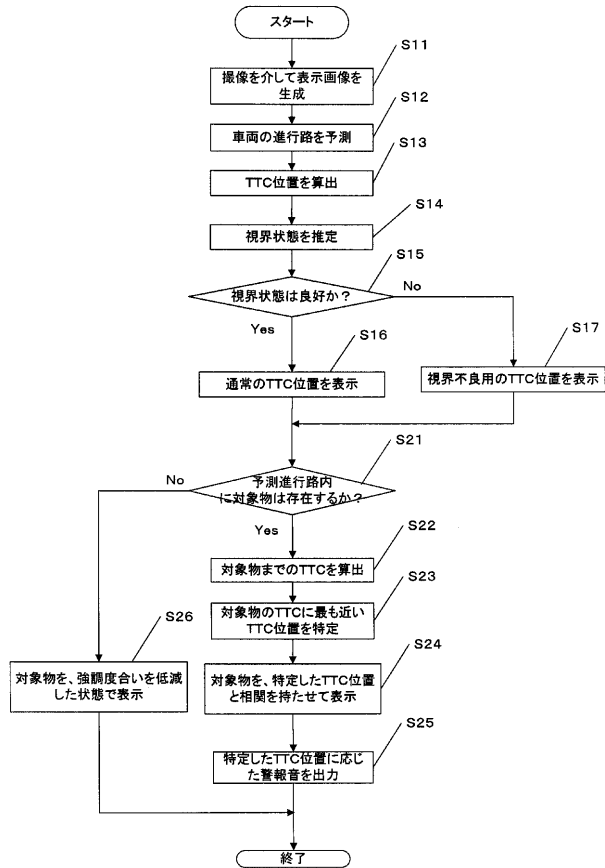 スタート
S11
撮像を介して表示画像を
生成
S12
車両の進行路を予測
S13
TTC位置を算出
S14
視界状態を推定
S15
視界状態は良好か？
No
Yes
S16
S17
通常のTTC位置を表示
視界不良用のTTC位置を表示
S21
予測進行路内
に対象物は存在するか？
No
Yes
S22
対象物までのTTCを算出
S23
対象物のTTCに最も近い
TTC位置を特定
S26
S24
対象物を、強調度合いを低減
した状態で表示
対象物を、特定したTTC位置
と相関を持たせて表示
S25
特定したTTC位置に応じ
た警報音を出力
終了